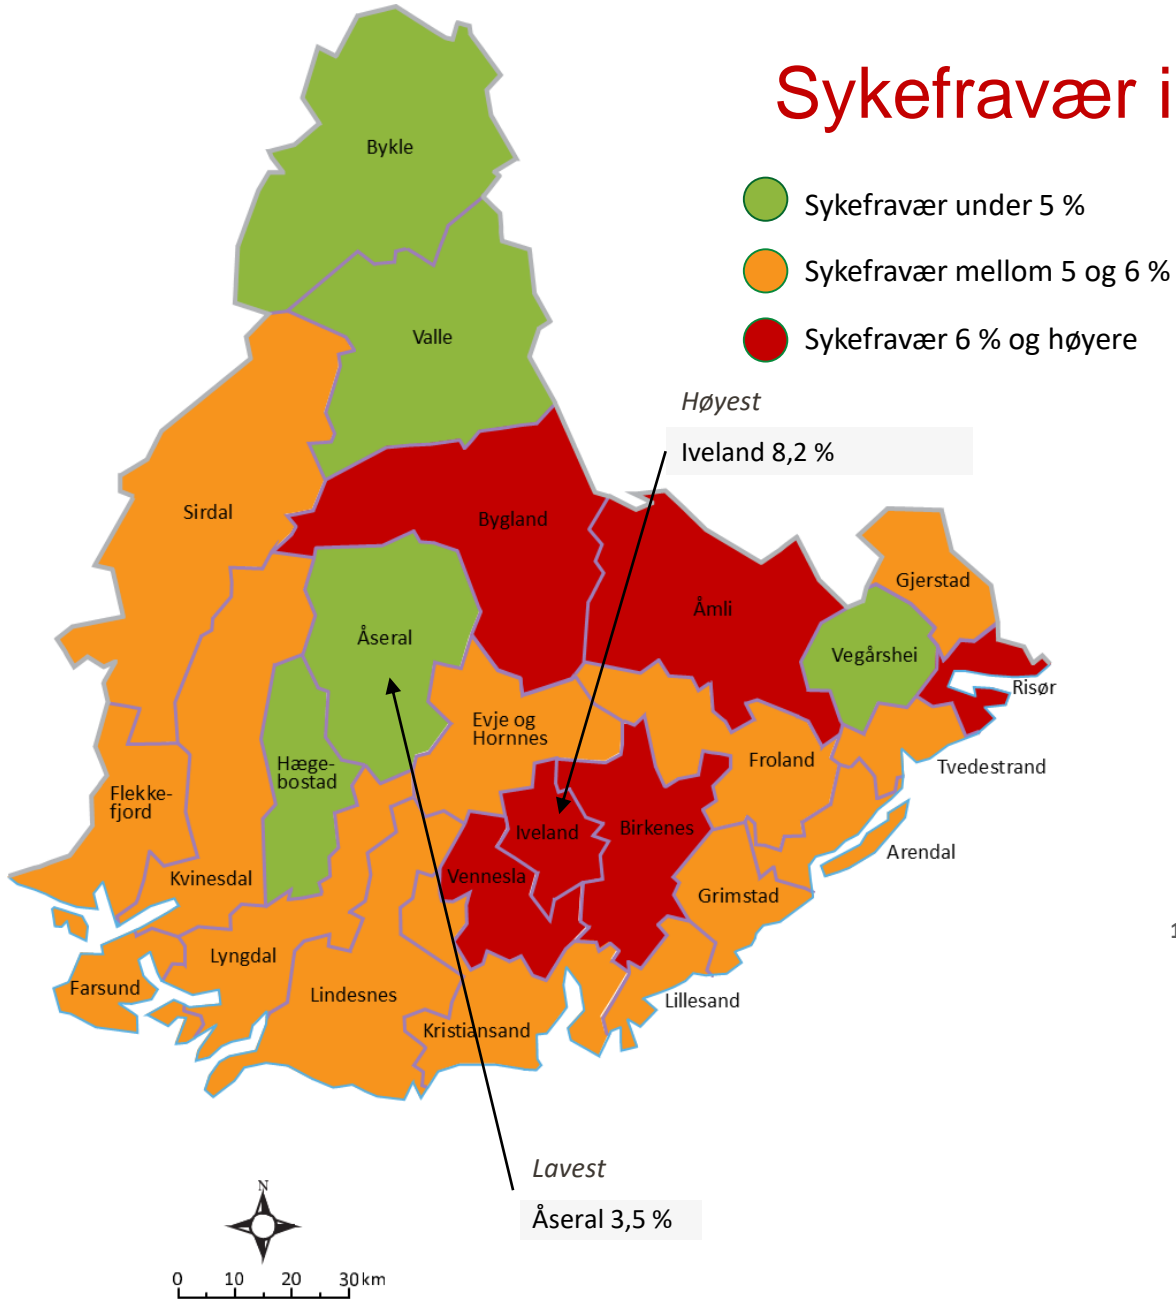 Sykefravær i
Sykefravær under 5 %
Sykefravær mellom 5 og 6 %
Sykefravær 6 % og høyere
Høyest
Iveland 8,2 %
Bykle
Valle
Sirdal
Bygland
Gjerstad
Åmli
Åseral
Vegårshei
Risør
Evje og
Hornnes
Froland
Tvedestrand
Hæge-
bostad
Flekke-
fjord
Iveland
Birkenes
Arendal
Kvinesdal
Vennesla
Grimstad
1
Lyngdal
Farsund
Lindesnes
Lillesand
Kristiansand
Lavest
Åseral 3,5 %
N
0 10 20 30 km